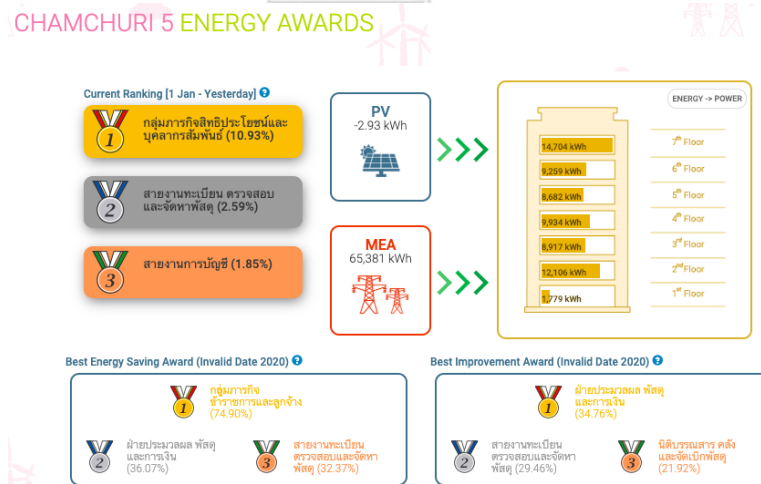 CHAMCHURI 5 ENERGY AWARDS
Current Ranking [1 Jan - Yesterday] ?
1
กลุ่มภารกิจสิทธิประโยชน์และ
บุคลากรสัมพันธ์ (10.93%)
2
สายงานทะเบียน ตรวจสอบ
และจัดหาพัสดุ (2.59%)
3
สายงานการบัญชี (1.85%)
PV
-2.93 kWh
MEA
65,381 kWh
ENERGY -> POWER
14,704 kWh
7th Floor
9,259 kWh
6th Floor
8,682 kWh
5th Floor
9,934 kWh
4th Floor
8,917 kWh
3rd Floor
12,106 kWh
2nd Floor
1,779 kWh
1st Floor
Best Energy Saving Award (Invalid Date 2020) ?
1
กลุ่มภารกิจ
ข้าราชการและลูกจ้าง
(74.90%)
2
ฝ่ายประมวลผล พัสดุ
และการเงิน
(36.07%)
3
สายงานทะเบียน
ตรวจสอบและจัดหา
พัสดุ (32.37%)
Best Improvement Award (Invalid Date 2020) ?
1
ฝ่ายประมวลผล พัสดุ
และการเงิน
(34.76%)
2
สายงานทะเบียน
ตรวจสอบและจัดหา
พัสดุ (29.46%)
3
นิติบรรณสาร คลัง
และจัดเบิกพัสดุ
(21.92%)